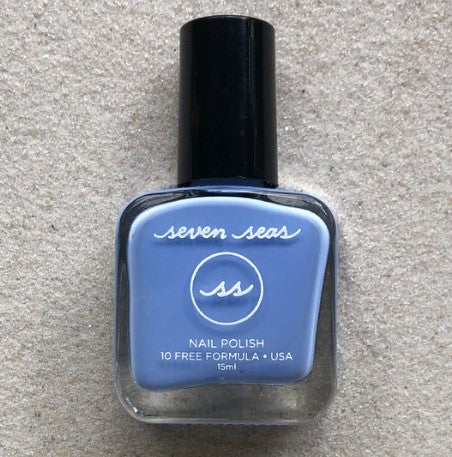 seven seas
ss
NAIL POLISH
10 FREE FORMULA • USA
15ml